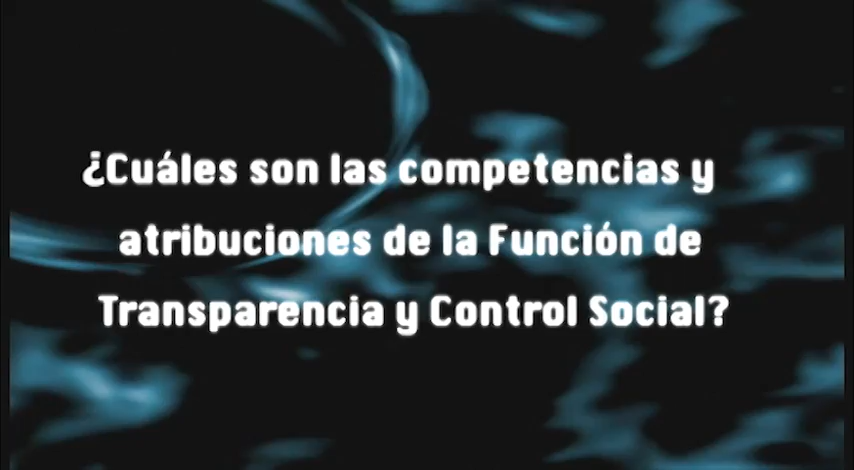 ¿Cuáles son las competencias y
atribuciones de la Función de
Transparencia y Control Social?